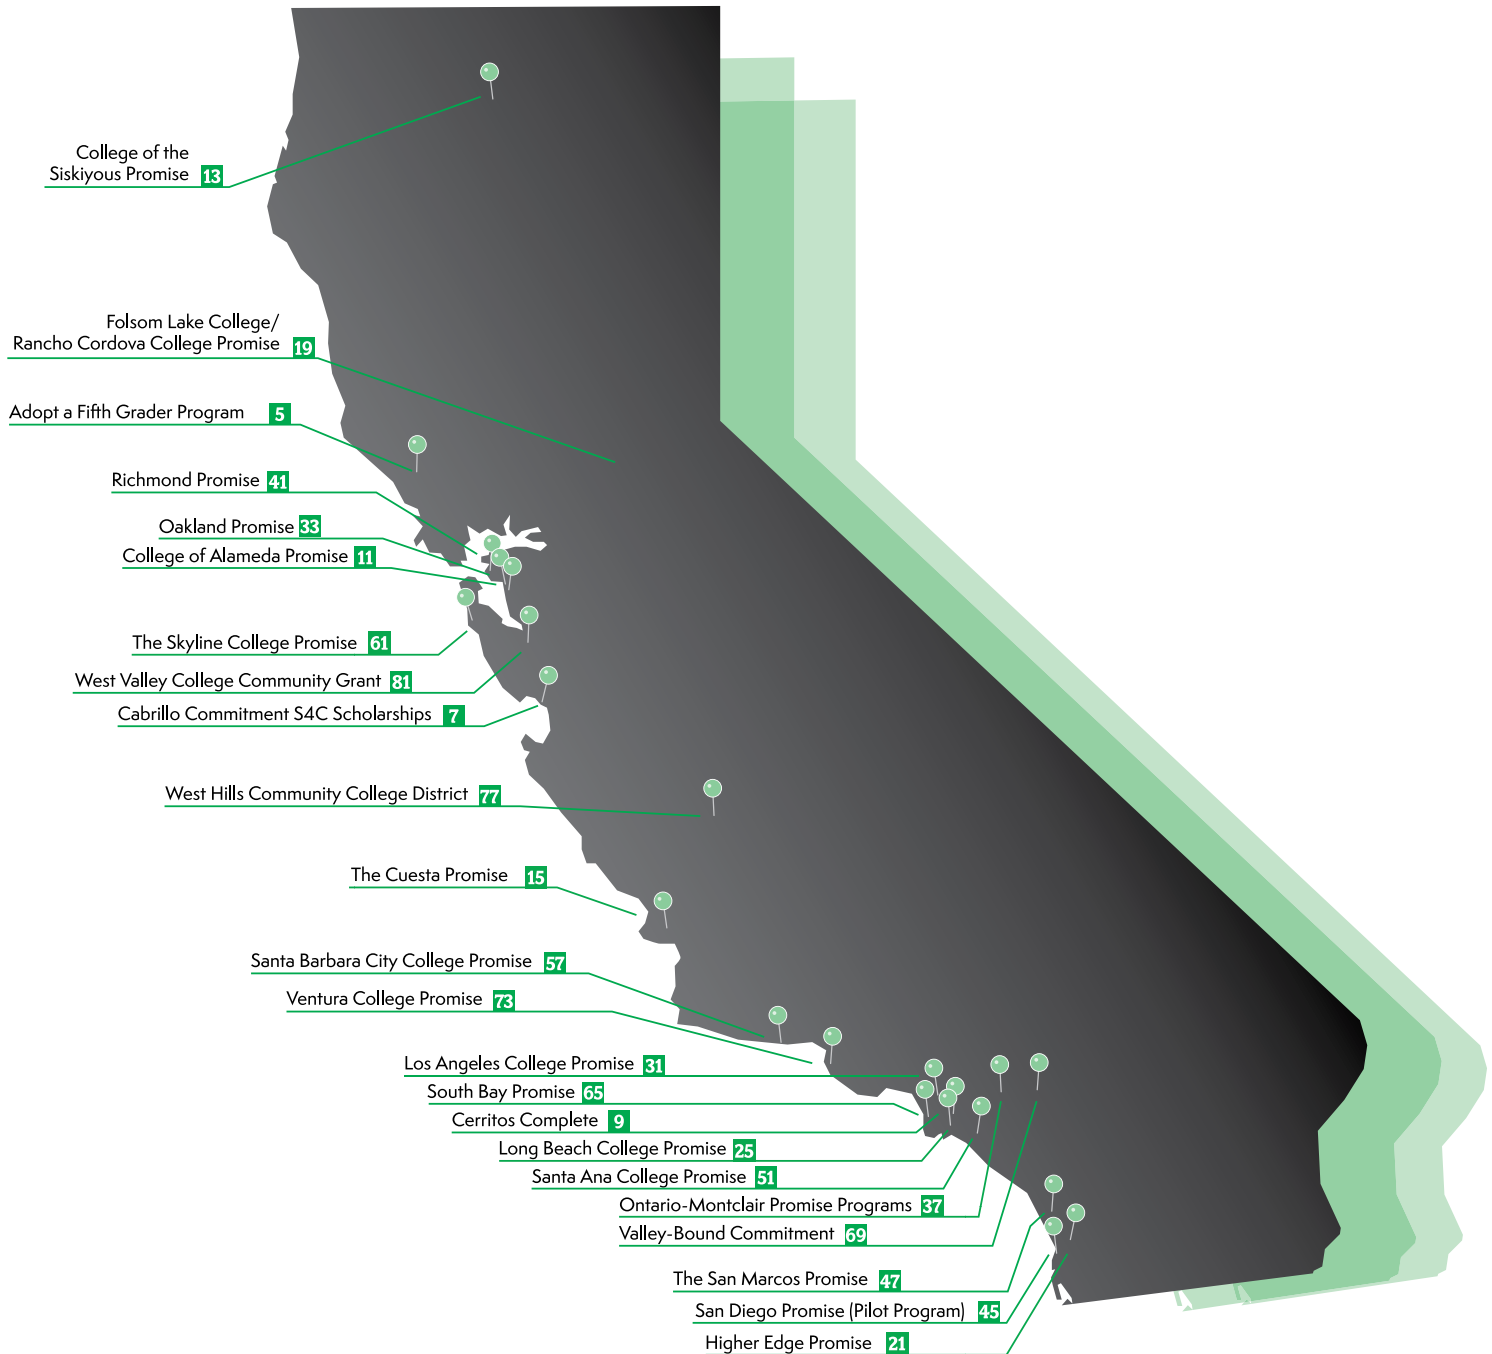 College of the
Siskiyous Promise 13
Folsom Lake College/
Rancho Cordova College Promise 19
Adopt a Fifth Grader Program 5
Richmond Promise 41
Oakland Promise 33
College of Alameda Promise 11
The Skyline College Promise 61
West Valley College Community Grant 81
Cabrillo Commitment S4C Scholarships 7
West Hills Community College District 77
The Cuesta Promise 15
Santa Barbara City College Promise 57
Ventura College Promise 73
Los Angeles College Promise 31
South Bay Promise 65
Cerritos Complete 9
Long Beach College Promise 25
Santa Ana College Promise 51
Ontario-Montclair Promise Programs 37
Valley-Bound Commitment 69
The San Marcos Promise 47
San Diego Promise (Pilot Program) 45
Higher Edge Promise 21